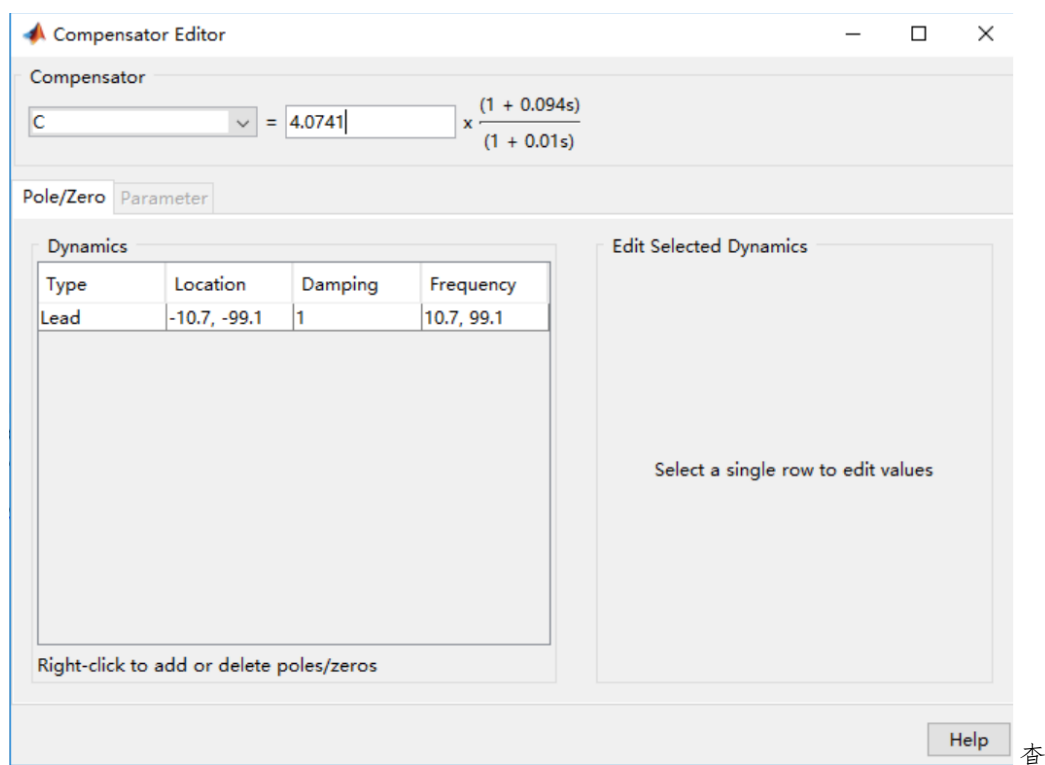 Compensator Editor
Compensator
C = 4.0741 x (1 + 0.094s)
(1 + 0.01s)
Pole/Zero Parameter
Dynamics
Type Location Damping Frequency
Lead -10.7, -99.1 1 10.7, 99.1
Right-click to add or delete poles/zeros
Edit Selected Dynamics
Select a single row to edit values
Help